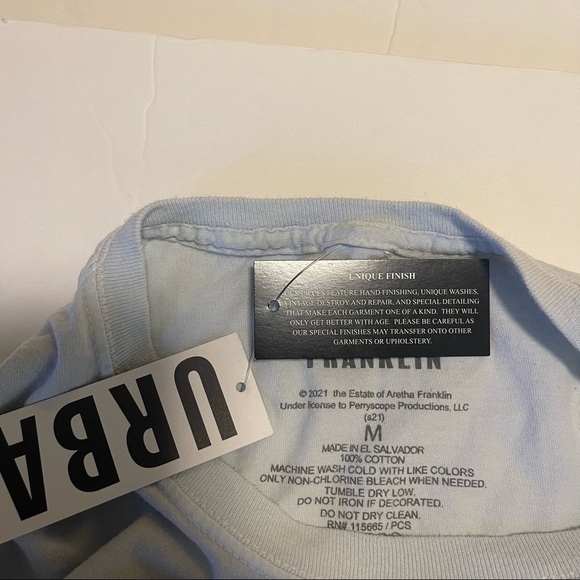 UNIQUE FINISH
PIECES FEATURE HAND FINISHING, UNIQUE WASHES,
VINTAGE DESTROY AND REPAIR, AND SPECIAL DETAILING
THAT MAKE EACH GARMENT ONE OF A KIND. THEY WILL
ONLY GET BETTER WITH AGE. PLEASE BE CAREFUL AS
OUR SPECIAL FINISHES MAY TRANSFER ONTO OTHER
GARMENTS OR UPHOLSTERY.
FRANKLIN
©2021 the Estate of Aretha Franklin
Under license to Perryscope Productions, LLC
(s21)
M
MADE IN EL SALVADOR
100% COTTON
MACHINE WASH COLD WITH LIKE COLORS
ONLY NON-CHLORINE BLEACH WHEN NEEDED.
TUMBLE DRY LOW.
DO NOT IRON IF DECORATED.
DO NOT DRY CLEAN.
RN# 115665 / PCS
URBA